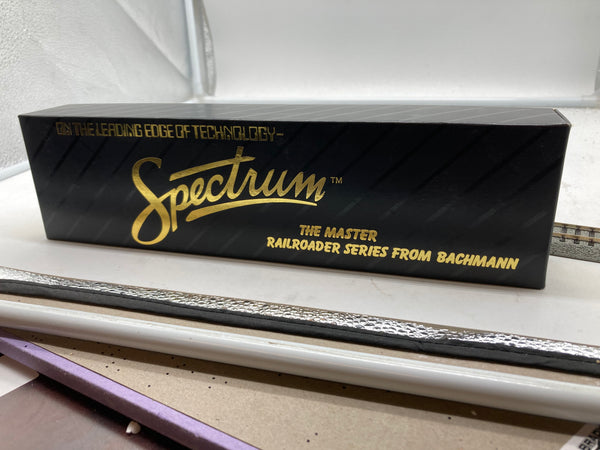 ON THE LEADING EDGE OF TECHNOLOGY-
Spectrum™
THE MASTER
RAILROADER SERIES FROM BACHMANN